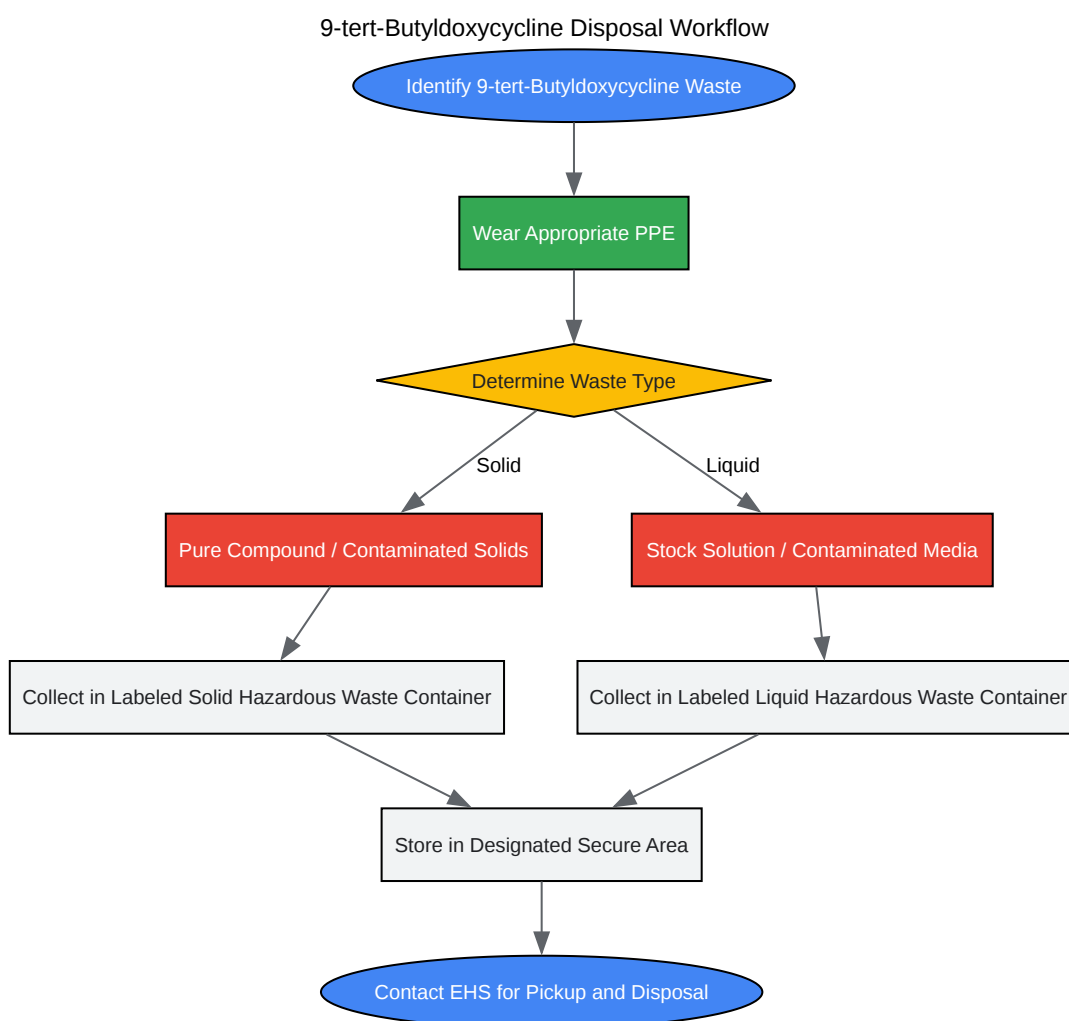 9-tert-Butyldoxycycline Disposal Workflow
Identify 9-tert-Butyldoxycycline Waste
Wear Appropriate PPE
Determine Waste Type
Solid
Liquid
Pure Compound / Contaminated Solids
Stock Solution / Contaminated Media
Collect in Labeled Solid Hazardous Waste Container
Collect in Labeled Liquid Hazardous Waste Container
Store in Designated Secure Area
Contact EHS for Pickup and Disposal